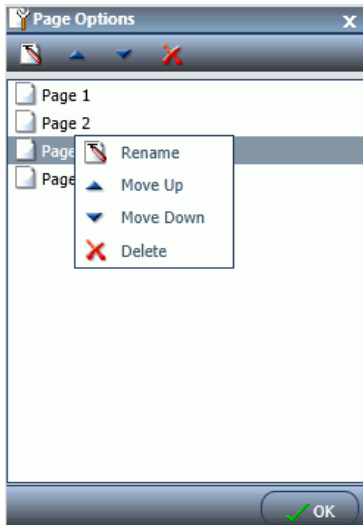 Page Options
x
Page 1
Page 2
Page
Page
Rename
Move Up
Move Down
Delete
OK